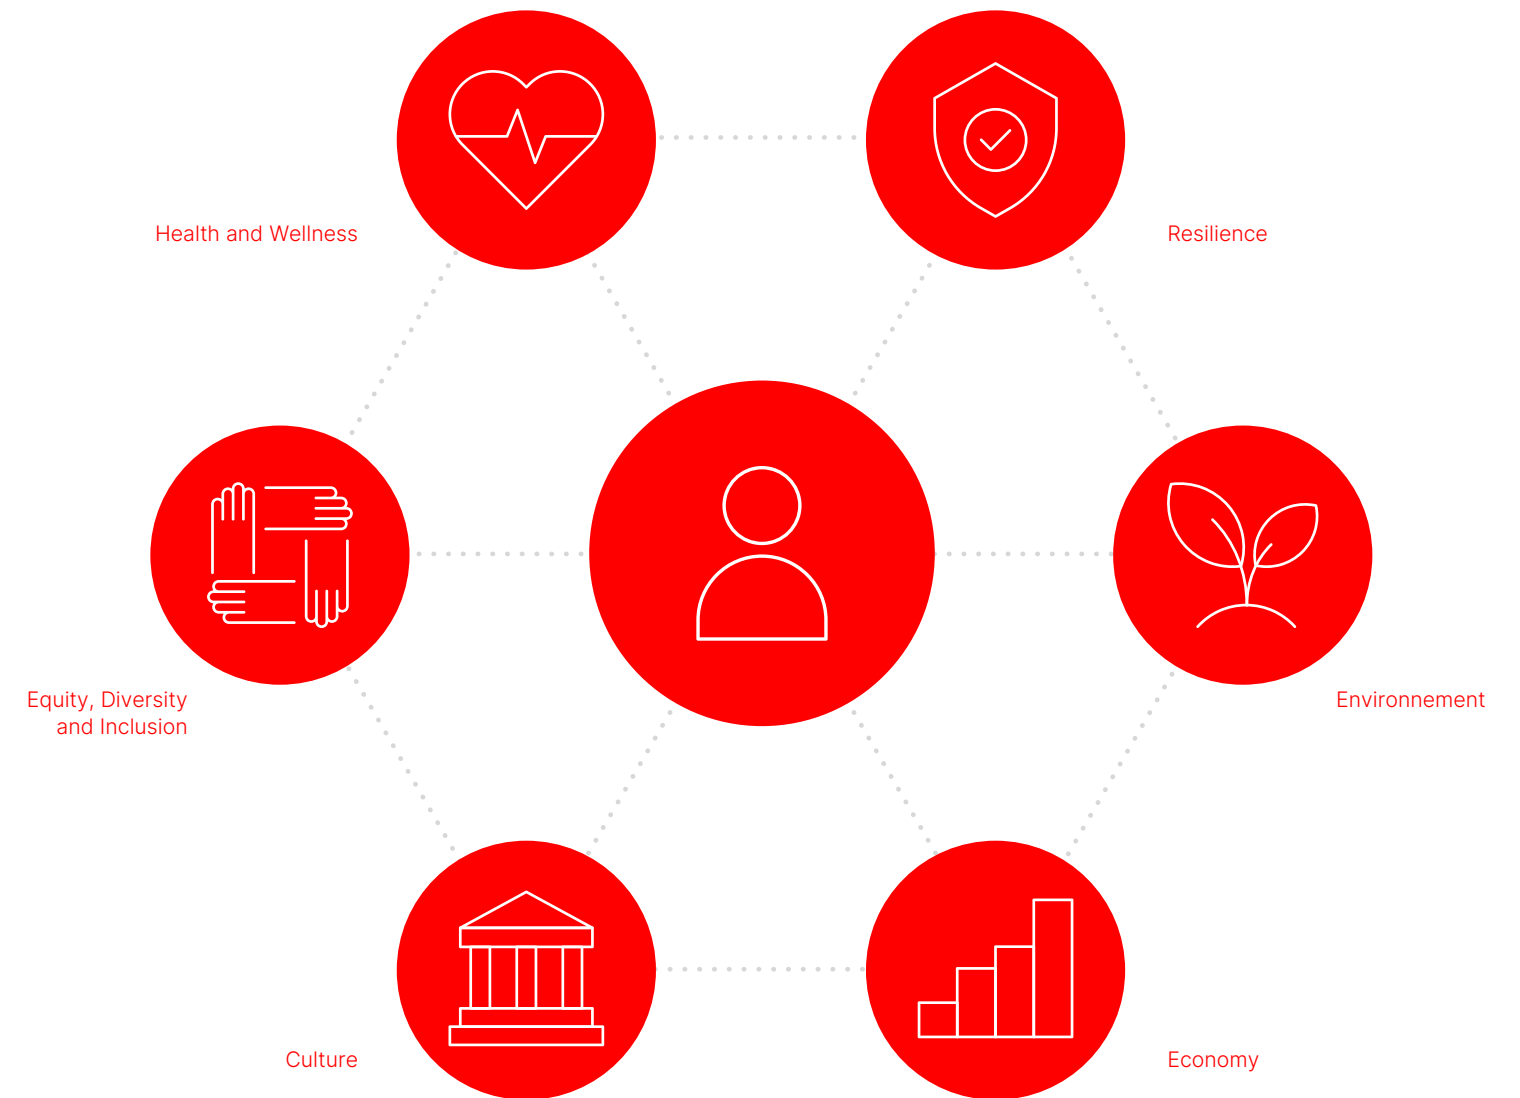 Health and Wellness
Resilience
Equity, Diversity
and Inclusion
Environnement
Culture
Economy